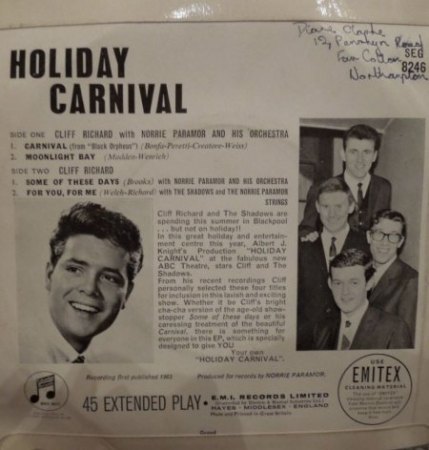 HOLIDAY
CARNIVAL
Road
SEG
8246
Northampton
SIDE ONE CLIFF RICHARD with NORRIE PARAMOR AND HIS ORCHESTRA
1. CARNIVAL (from "Black Orpheus") (Bonfa-Peretti-Creatore-Weiss)
2. MOONLIGHT BAY (Madden-Wenrich)
SIDE TWO CLIFF RICHARD
1. SOME OF THESE DAYS (Brooks) with NORRIE PARAMOR AND HIS ORCHESTRA
2. FOR YOU, FOR ME (Welch-Richard) with THE SHADOWS and THE NORRIE PARAMOR
STRINGS
Cliff Richard and The Shadows are
spending this summer in Blackpool
. . . but not on holiday!!
In this great holiday and entertain-
ment centre this year, Albert J.
Knight's Production "HOLIDAY
CARNIVAL" at the fabulous new
ABC Theatre, stars Cliff and The
Shadows.
From his recent recordings Cliff
personally selected these four titles
for inclusion in this lavish and exciting
show. Whether it be Cliff's bright
cha-cha version of the age-old show-
stopper Some of these days or his
caressing treatment of the beautiful
Carnival, there is something for
everyone in this EP, which is specially
designed to give YOU
Your own
"HOLIDAY CARNIVAL".
Recording first published 1963
Produced for records by NORRIE PARAMOR.
45 EXTENDED PLAY •
E.M.I. RECORDS LIMITED
HAYES • MIDDLESEX • ENGLAND
Made and Printed in Great Britain
USE
EMITEX
CLEANING MATERIAL